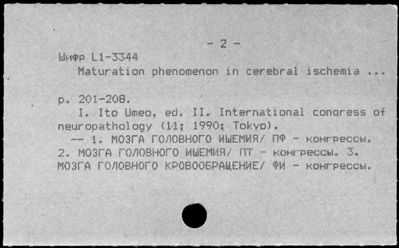 - 2 -
Шифр L1-3344
Maturation phenomenon in cerebral ischemia ...
p. 201-208.
I. Ito Umeo, ed. II. International congress of
neuropathology (11; 1990; Tokyo).
-- 1. МОЗГА ГОЛОВНОГО ИШЕМИЯ/ ПФ - конгрессы.
2. МОЗГА ГОЛОВНОГО ИШЕМИЯ/ ПТ - конгрессы. 3.
МОЗГА ГОЛОВНОГО КРОВООБРАЩЕНИЕ/ ФИ - конгрессы.